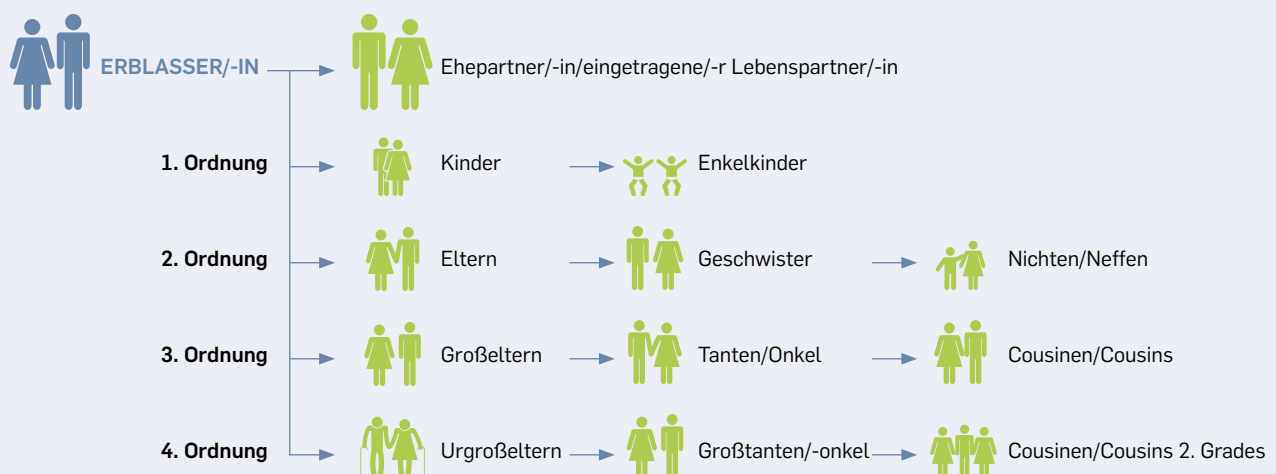 ERBLASSER/-IN
Ehepartner/-in/eingetragene/-r Lebenspartner/-in
1. Ordnung
Kinder
Enkelkinder
2. Ordnung
Eltern
Geschwister
Nichten/Neffen
3. Ordnung
Großeltern
Tanten/Onkel
Cousinen/Cousins
4. Ordnung
Urgroßeltern
Großtanten/-onkel
Cousinen/Cousins 2. Grades